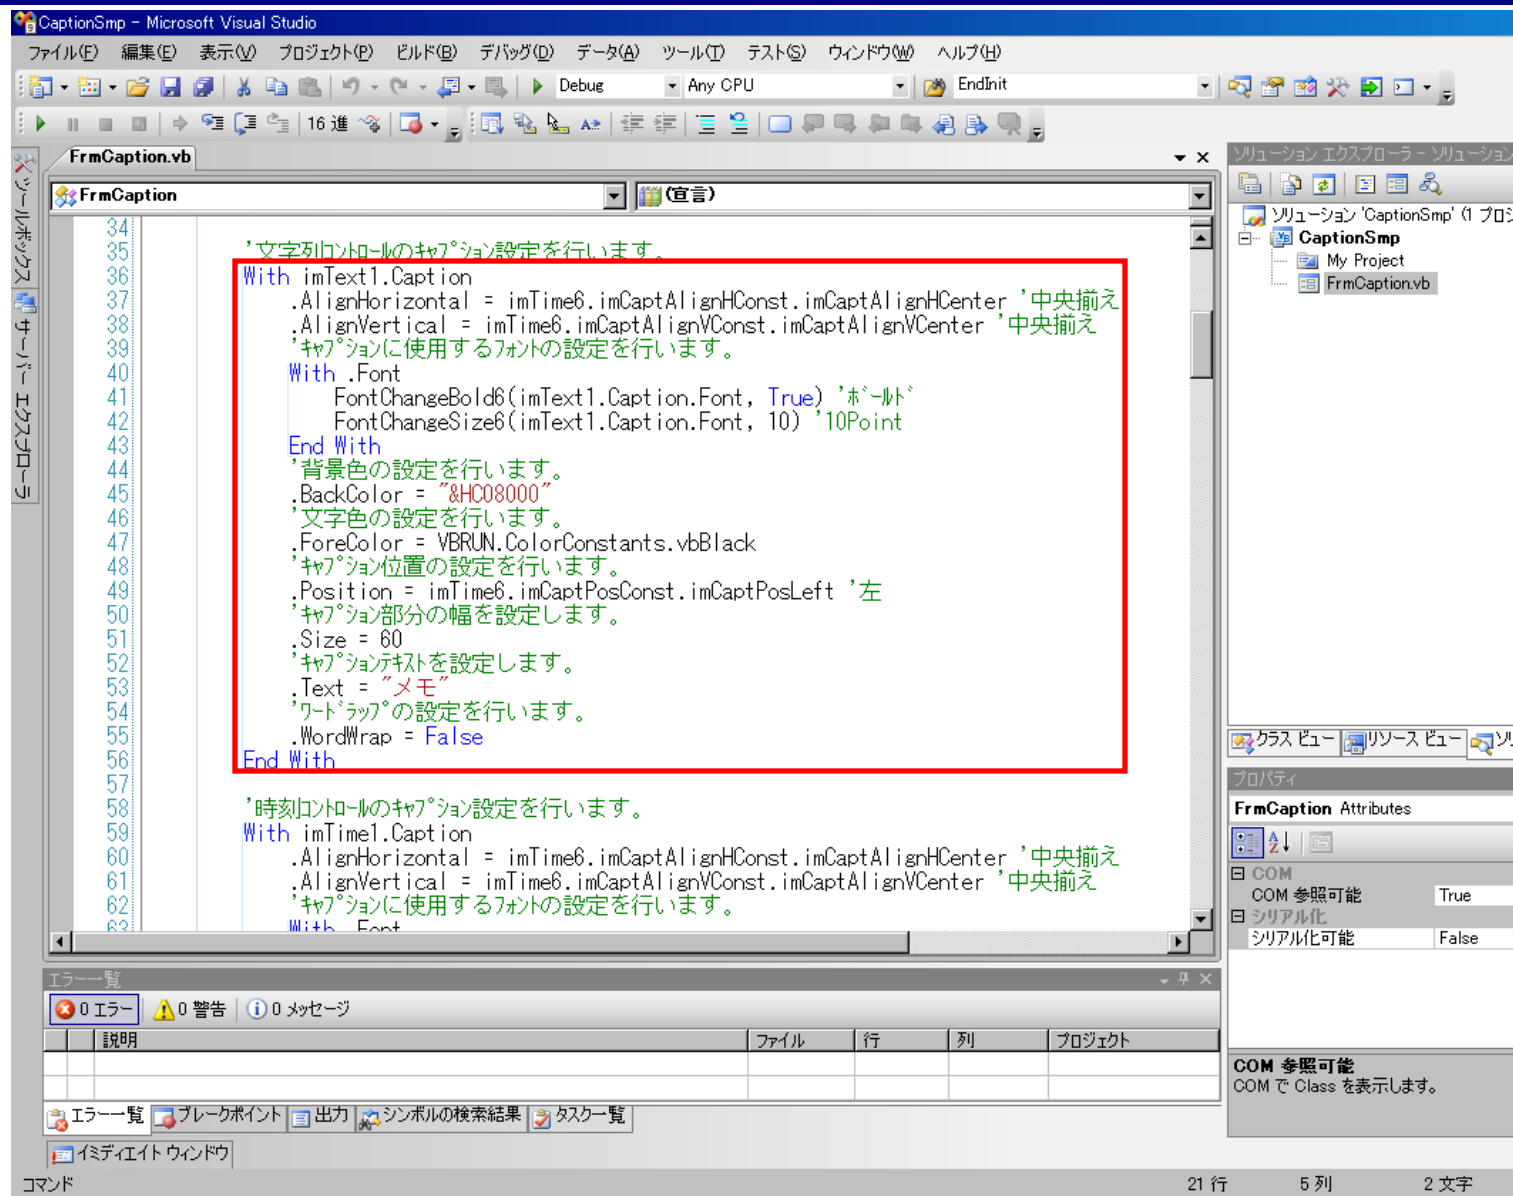 CaptionSmp - Microsoft Visual Studio
ファイル(F) 編集(E) 表示(V) プロジェクト(P) ビルド(B) デバッグ(D) データ(A) ツール(T) テスト(S) ウィンドウ(W) ヘルプ(H)
Debug Any CPU EndInit
16 進
FrmCaption.vb
FrmCaption (宣言)
34
35 '文字列ｺﾝﾄﾛｰﾙのｷｬﾌﾟｼｮﾝ設定を行います。
36 With imText1.Caption
37 .AlignHorizontal = imTime6.imCaptAlignHConst.imCaptAlignHCenter '中央揃え
38 .AlignVertical = imTime6.imCaptAlignVConst.imCaptAlignVCenter '中央揃え
39 'ｷｬﾌﾟｼｮﾝに使用するﾌｫﾝﾄの設定を行います。
40 With .Font
41 FontChangeBold6(imText1.Caption.Font, True) 'ﾎﾞｰﾙﾄﾞ
42 FontChangeSize6(imText1.Caption.Font, 10) '10Point
43 End With
44 '背景色の設定を行います。
45 .BackColor = "&HC08000"
46 '文字色の設定を行います。
47 .ForeColor = VBRUN.ColorConstants.vbBlack
48 'ｷｬﾌﾟｼｮﾝ位置の設定を行います。
49 .Position = imTime6.imCaptPosConst.imCaptPosLeft '左
50 'ｷｬﾌﾟｼｮﾝ部分の幅を設定します。
51 .Size = 60
52 'ｷｬﾌﾟｼｮﾝﾃｷｽﾄを設定します。
53 .Text = "メモ"
54 'ﾜｰﾄﾞﾗｯﾌﾟの設定を行います。
55 .WordWrap = False
56 End With
57
58 '時刻ｺﾝﾄﾛｰﾙのｷｬﾌﾟｼｮﾝ設定を行います。
59 With imTime1.Caption
60 .AlignHorizontal = imTime6.imCaptAlignHConst.imCaptAlignHCenter '中央揃え
61 .AlignVertical = imTime6.imCaptAlignVConst.imCaptAlignVCenter '中央揃え
62 'ｷｬﾌﾟｼｮﾝに使用するﾌｫﾝﾄの設定を行います。
63 With .Font
ツールボックス
サーバー エクスプローラ
ソリューション エクスプローラ - ソリューション
ソリューション 'CaptionSmp' (1 プロジ
CaptionSmp
My Project
FrmCaption.vb
クラス ビュー リソース ビュー ソリ
プロパティ
FrmCaption Attributes
COM
COM 参照可能 True
シリアル化
シリアル化可能 False
COM 参照可能
COM で Class を表示します。
エラー一覧
0 エラー 0 警告 0 メッセージ
説明 ファイル 行 列 プロジェクト
エラー一覧 ブレークポイント 出力 シンボルの検索結果 タスク一覧
イミディエイト ウィンドウ
コマンド 21 行 5 列 2 文字